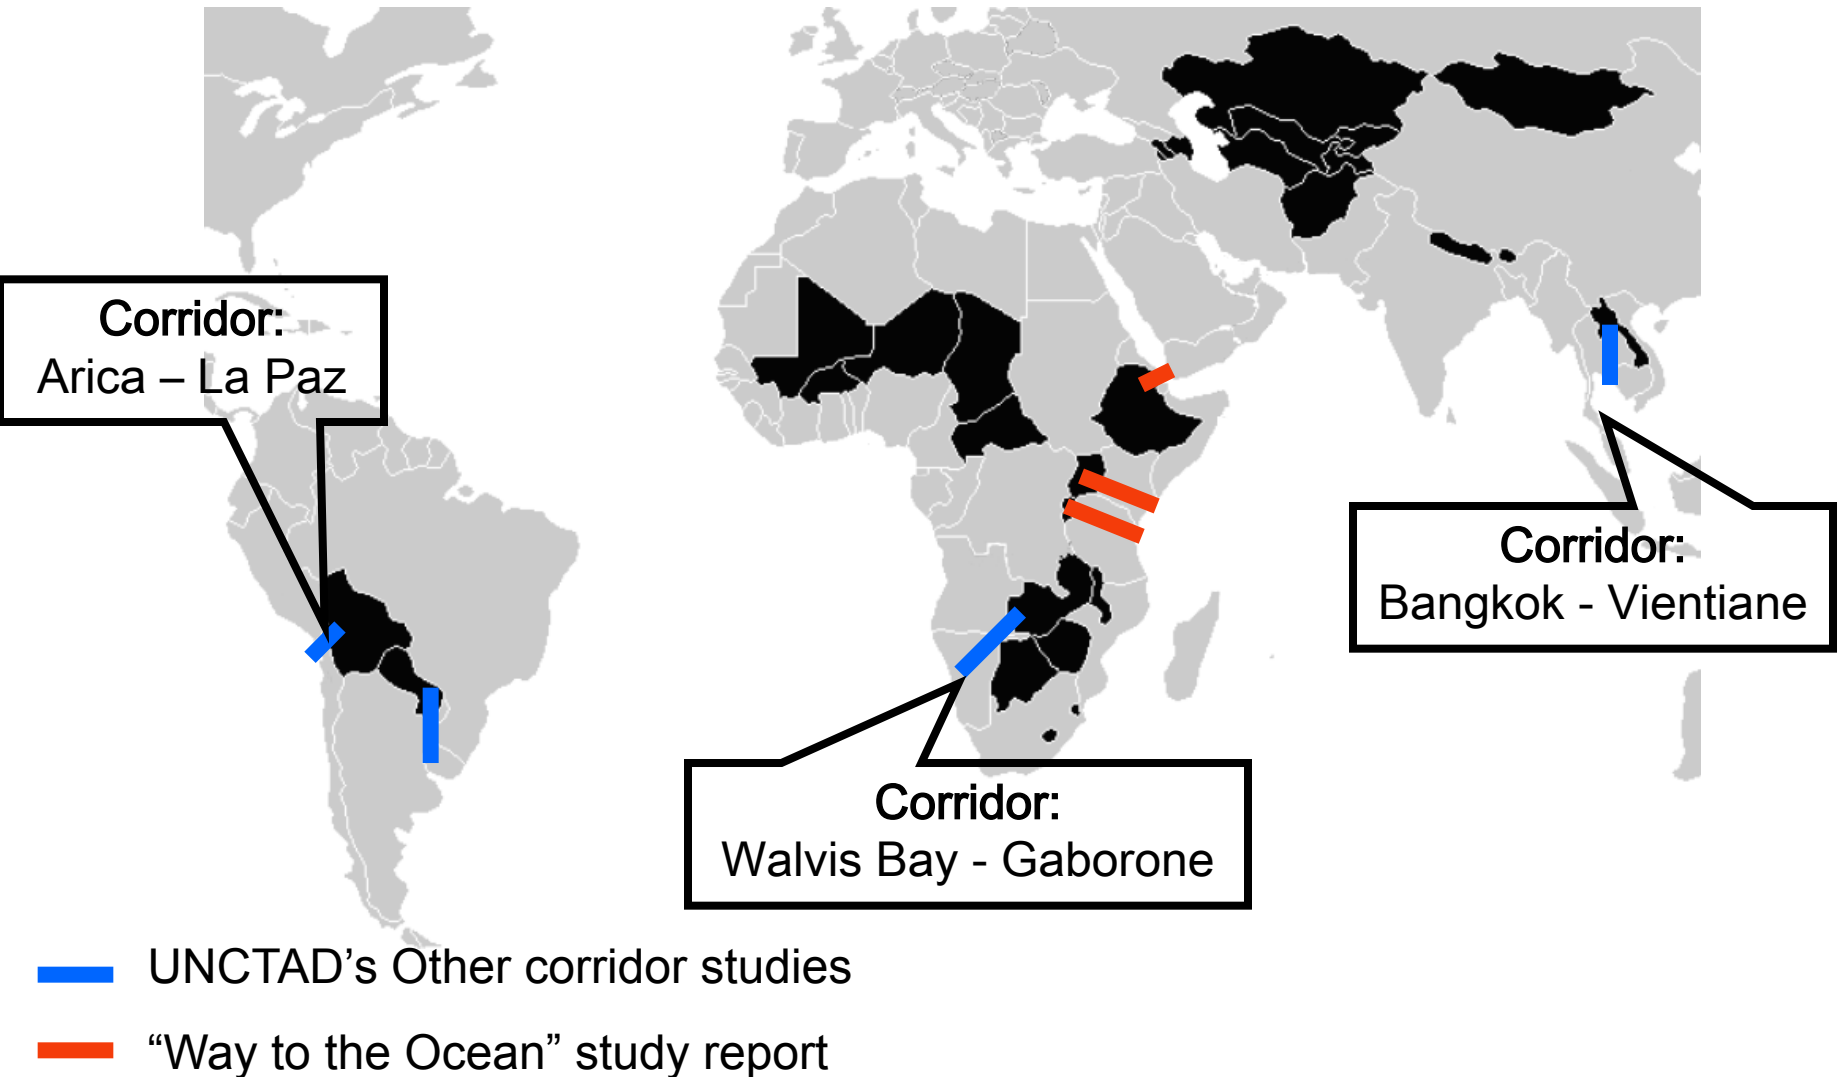 Corridor:
Arica – La Paz
Corridor:
Bangkok - Vientiane
Corridor:
Walvis Bay - Gaborone
UNCTAD’s Other corridor studies
“Way to the Ocean” study report